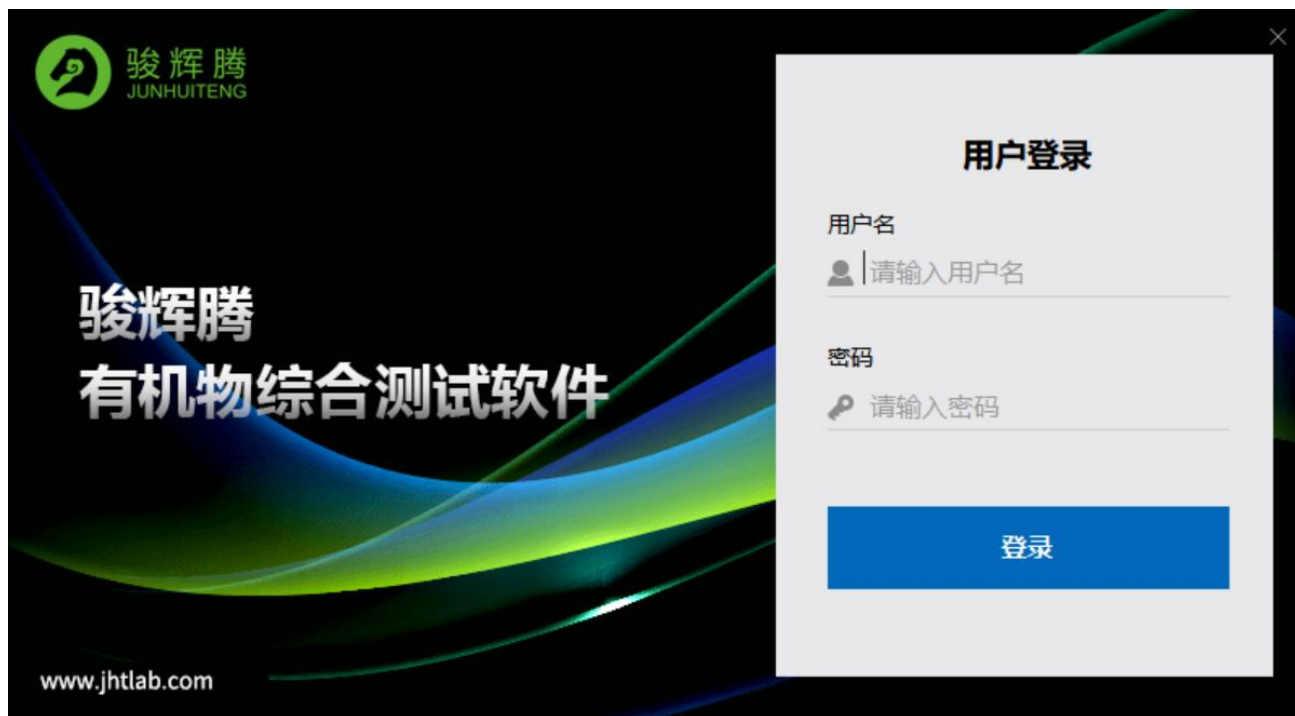 骏辉腾
JUNHUITENG
骏辉腾
有机物综合测试软件
www.jhtlab.com
用户登录
用户名
请输入用户名
密码
请输入密码
登录